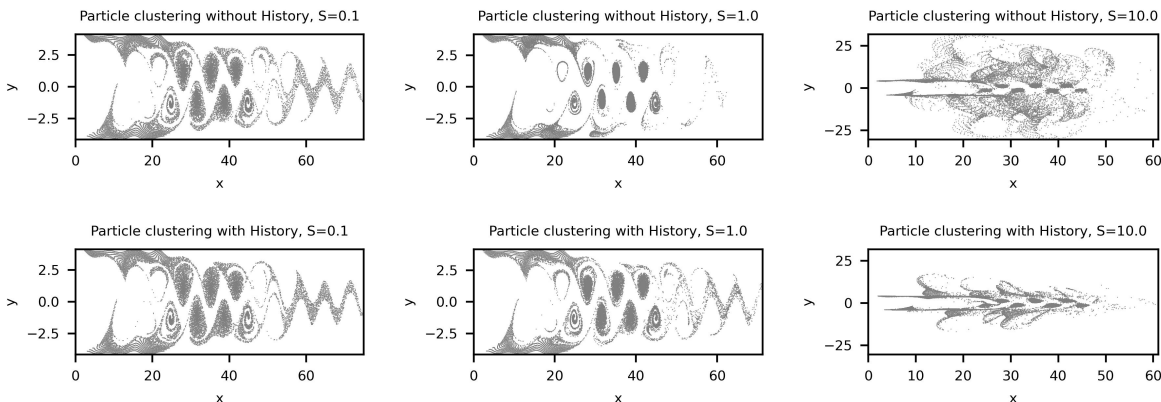 Particle clustering without History, S=0.1
2.5
0.0
−2.5
y
0 20 40 60
x
Particle clustering without History, S=1.0
2.5
0.0
−2.5
y
0 20 40 60
x
Particle clustering without History, S=10.0
25
0
−25
y
0 10 20 30 40 50 60
x
Particle clustering with History, S=0.1
2.5
0.0
−2.5
y
0 20 40 60
x
Particle clustering with History, S=1.0
2.5
0.0
−2.5
y
0 20 40 60
x
Particle clustering with History, S=10.0
25
0
−25
y
0 10 20 30 40 50 60
x